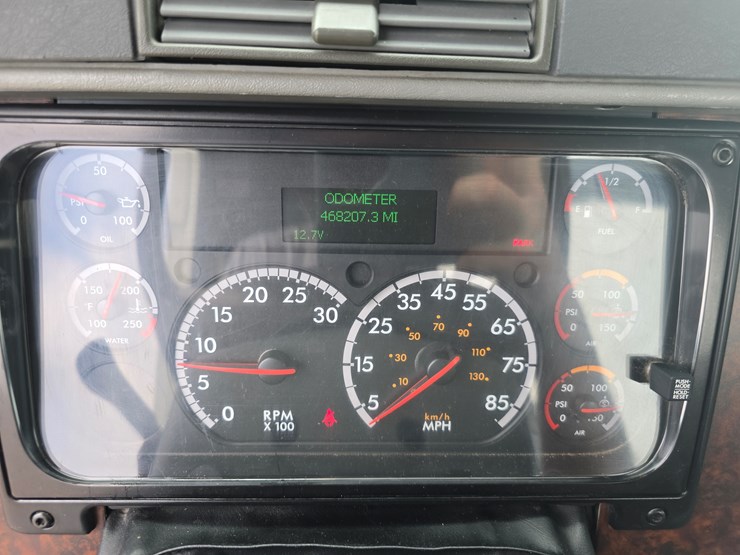 ODOMETER
468207.3 MI
12.7V
50
PSI
0 100
OIL
150 200
°F
100 250
WATER
0 5 10 15 20 25 30
RPM
X 100
5 15 25 35 45 55 65 75 85
10 30 50 70 90 110 130
km/h
MPH
1/2
E F
FUEL
50 100
PSI
0 150
AIR
50 100
PSI
0 150
AIR
PUSH-
MODE
HOLD-
RESET